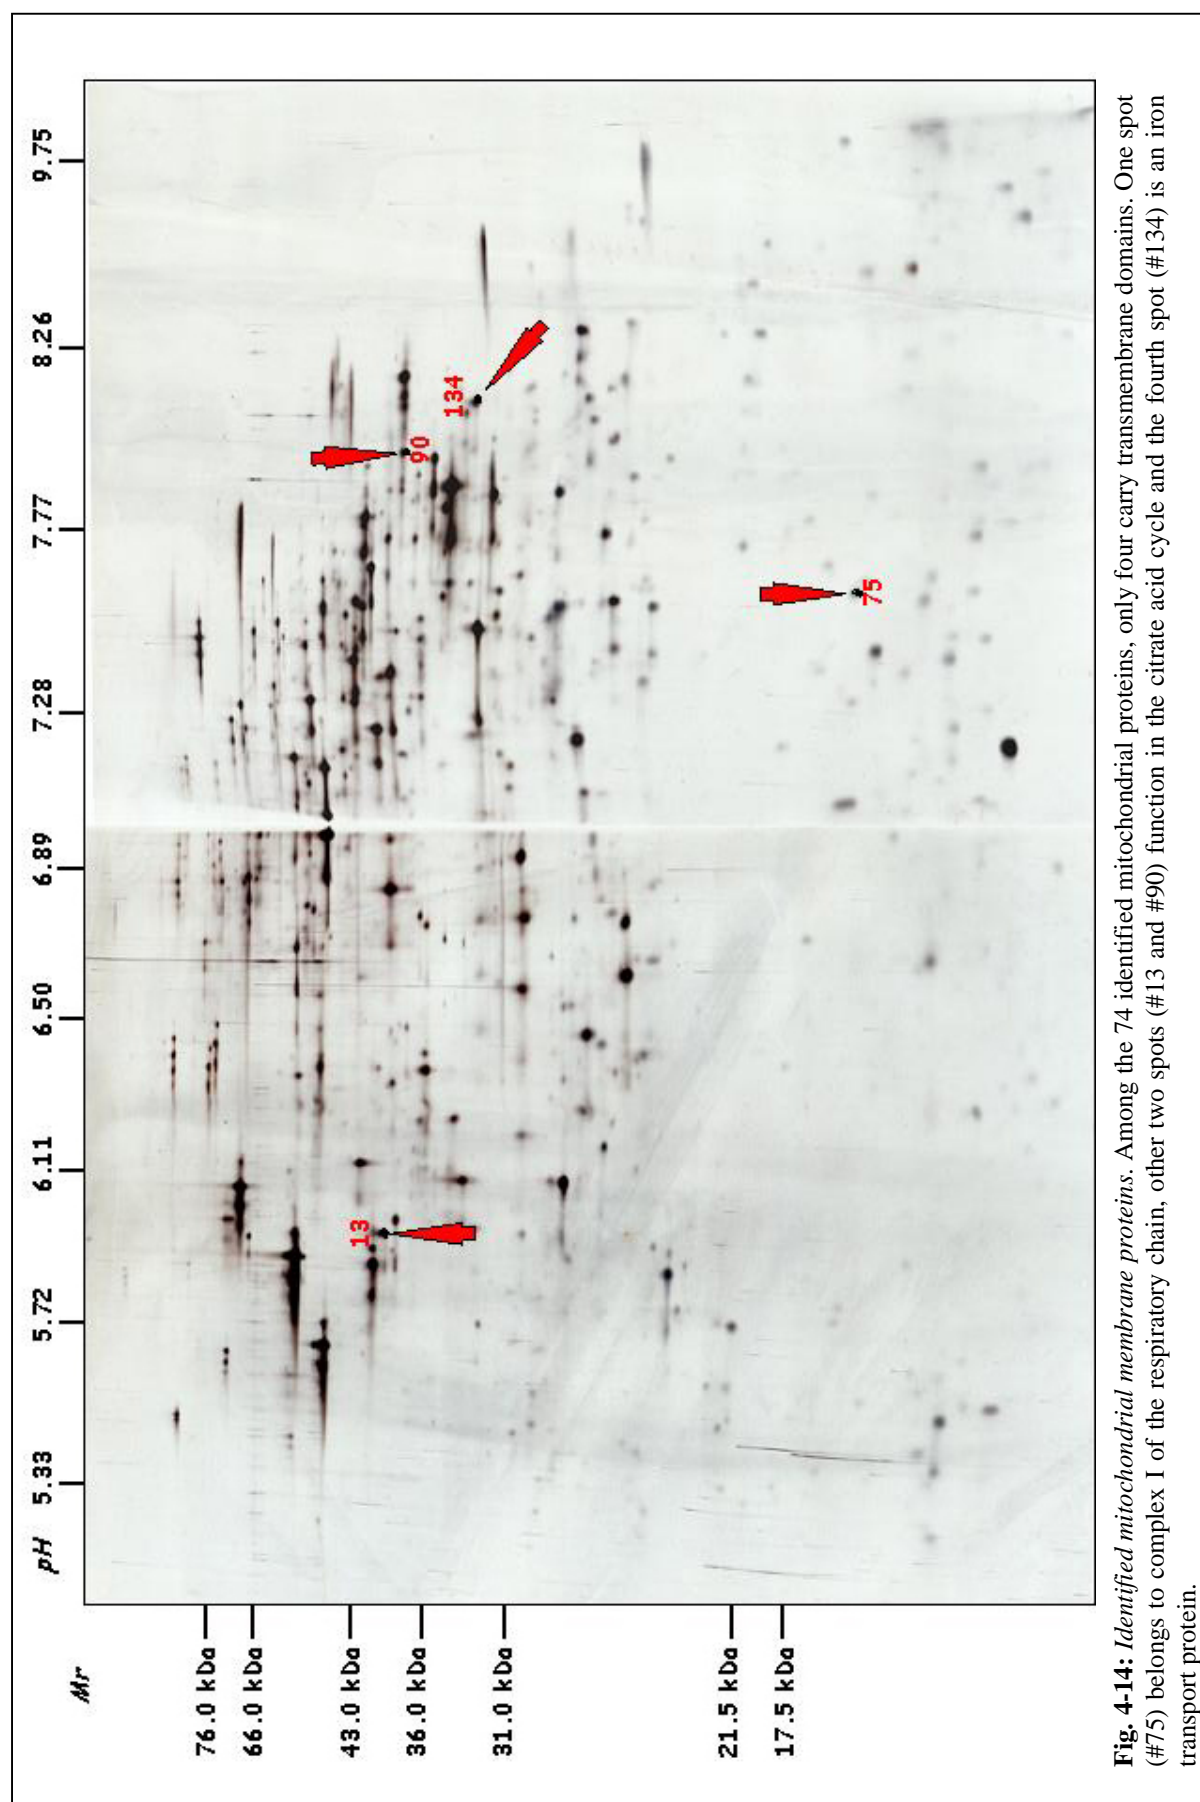 pH
5.33
5.72
6.11
6.50
6.89
7.28
7.77
8.26
9.75
Mr
76.0 kDa
66.0 kDa
43.0 kDa
36.0 kDa
31.0 kDa
21.5 kDa
17.5 kDa
13
90
134
75
Fig. 4-14: Identified mitochondrial membrane proteins. Among the 74 identified mitochondrial proteins, only four carry transmembrane domains. One spot
(#75) belongs to complex I of the respiratory chain, other two spots (#13 and #90) function in the citrate acid cycle and the fourth spot (#134) is an iron
transport protein.